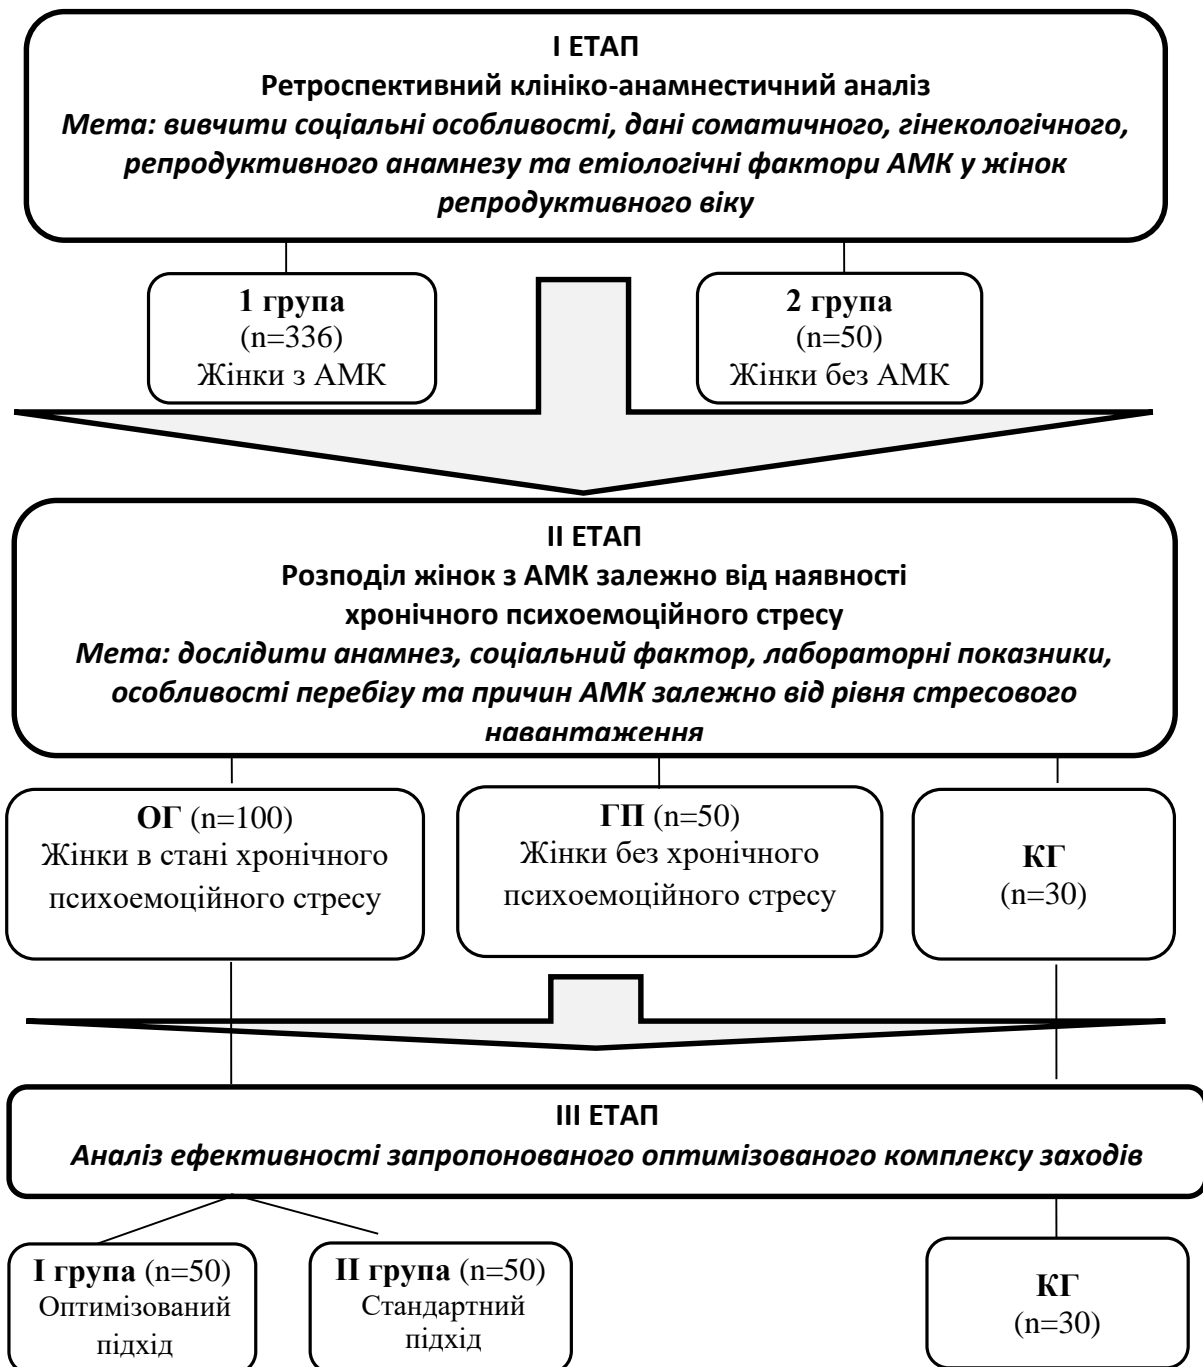 І ЕТАП
Ретроспективний клініко-анамнестичний аналіз
Мета: вивчити соціальні особливості, дані соматичного, гінекологічного,
репродуктивного анамнезу та етіологічні фактори АМК у жінок
репродуктивного віку
1 група
(n=336)
Жінки з АМК
2 група
(n=50)
Жінки без АМК
ІІ ЕТАП
Розподіл жінок з АМК залежно від наявності
хронічного психоемоційного стресу
Мета: дослідити анамнез, соціальний фактор, лабораторні показники,
особливості перебігу та причин АМК залежно від рівня стресового
навантаження
ОГ (n=100)
Жінки в стані хронічного
психоемоційного стресу
ГП (n=50)
Жінки без хронічного
психоемоційного стресу
КГ
(n=30)
ІІІ ЕТАП
Аналіз ефективності запропонованого оптимізованого комплексу заходів
І група (n=50)
Оптимізований
підхід
ІІ група (n=50)
Стандартний
підхід
КГ
(n=30)